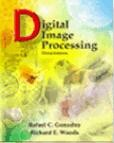 Digital
Image
Processing
Rafael C. Gonzalez
Richard E. Woods